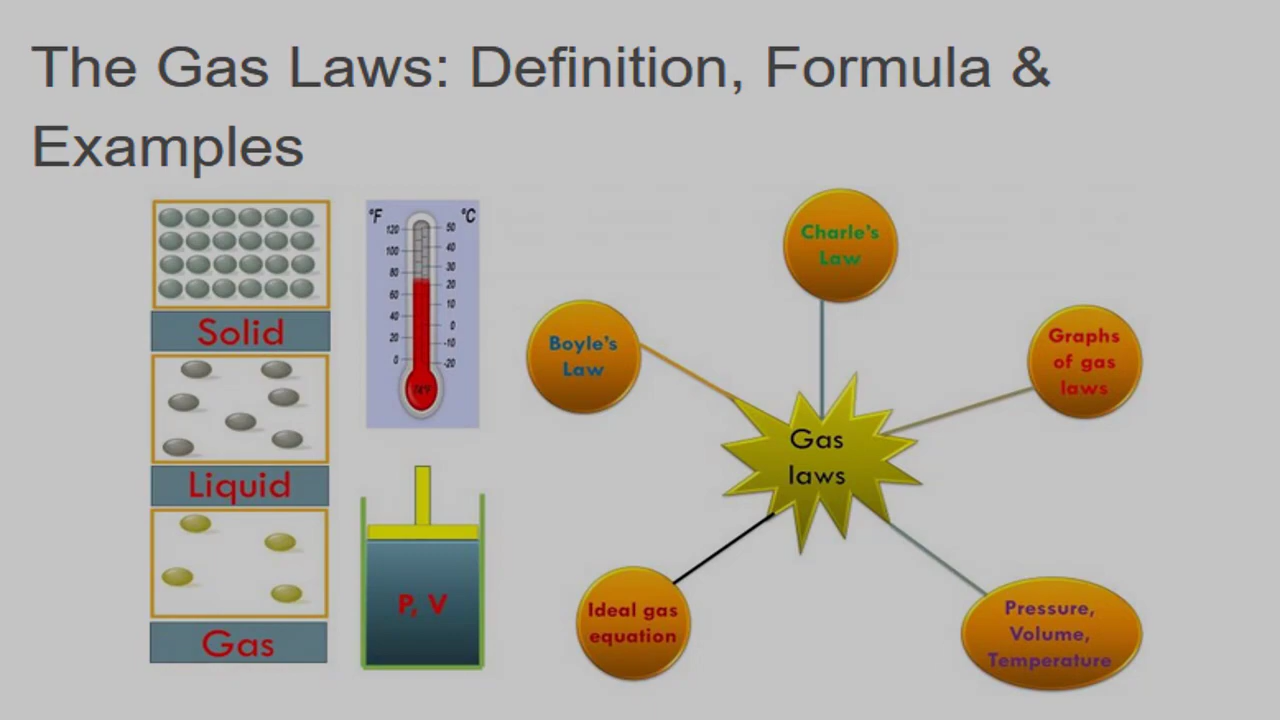 The Gas Laws: Definition, Formula &
Examples
Solid
Liquid
Gas
°F °C
120 50
100 40
80 30
60 20
40 10
20 0
0 -10
-20
74°F
P, V
Charle's
Law
Boyle's
Law
Graphs
of gas
laws
Gas
laws
Ideal gas
equation
Pressure,
Volume,
Temperature